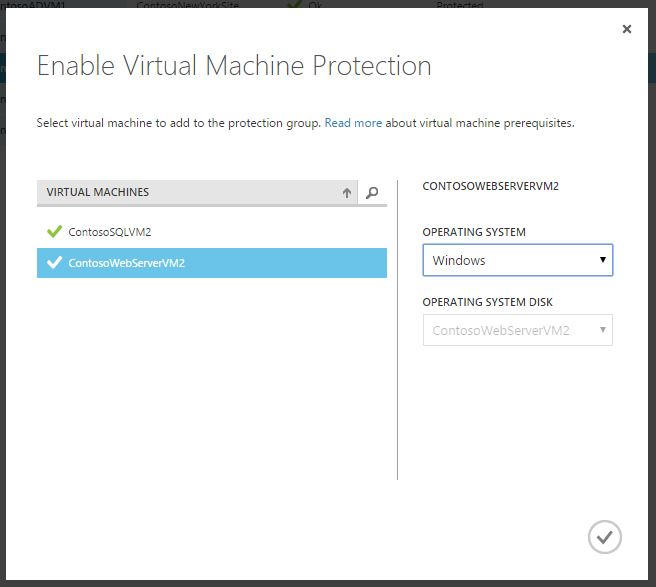 ntosoADVM1 ContosoNewYorkSite Ok Protected
Enable Virtual Machine Protection
Select virtual machine to add to the protection group. Read more about virtual machine prerequisites.
VIRTUAL MACHINES
ContosoSQLVM2
ContosoWebServerVM2
CONTOSOWEBSERVERVM2
OPERATING SYSTEM
Windows
OPERATING SYSTEM DISK
ContosoWebServerVM2